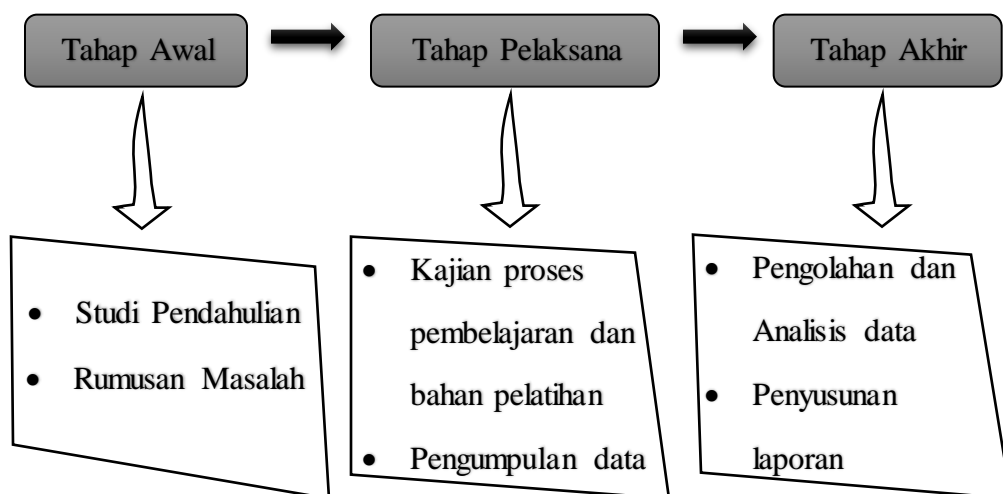 Tahap Awal
Tahap Pelaksana
Tahap Akhir
• Studi Pendahulian
• Rumusan Masalah
• Kajian proses
pembelajaran dan
bahan pelatihan
• Pengumpulan data
• Pengolahan dan
Analisis data
• Penyusunan
laporan